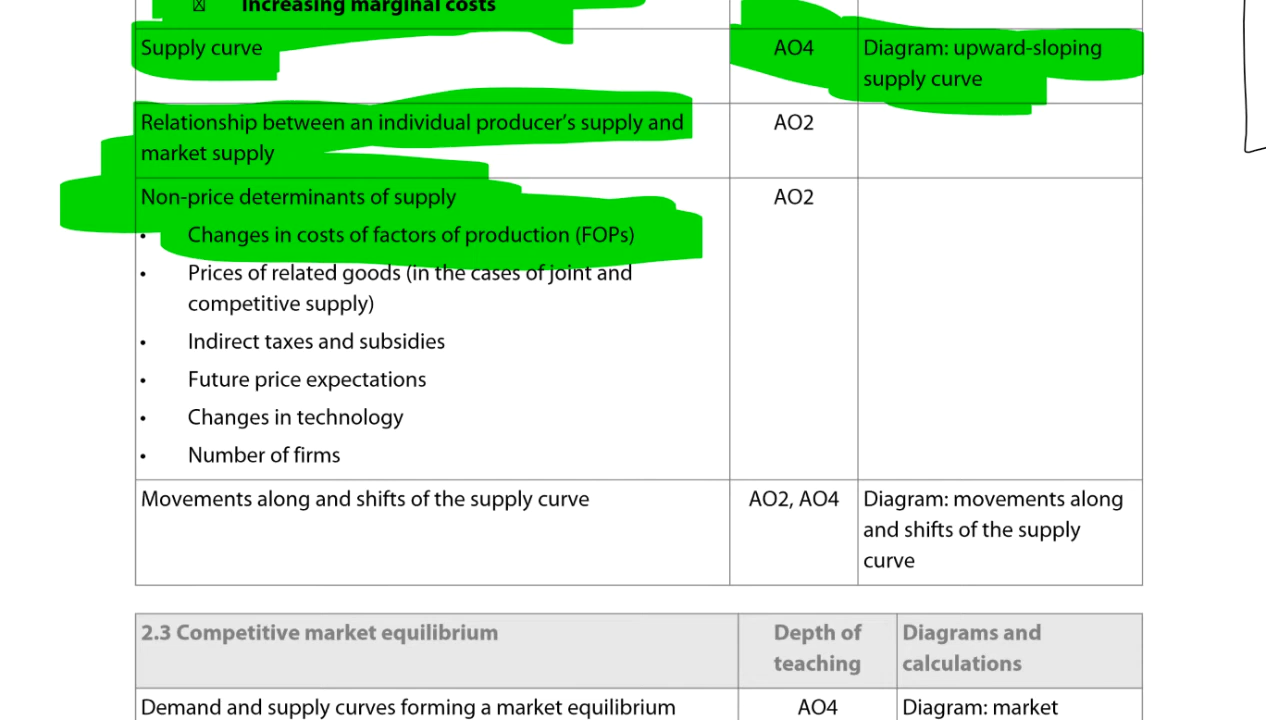 ☒ Increasing marginal costs
Supply curve
AO4
Diagram: upward-sloping
supply curve
Relationship between an individual producer's supply and
market supply
AO2
Non-price determinants of supply
AO2
• Changes in costs of factors of production (FOPs)
• Prices of related goods (in the cases of joint and
competitive supply)
• Indirect taxes and subsidies
• Future price expectations
• Changes in technology
• Number of firms
Movements along and shifts of the supply curve
AO2, AO4
Diagram: movements along
and shifts of the supply
curve
2.3 Competitive market equilibrium
Depth of
teaching
Diagrams and
calculations
Demand and supply curves forming a market equilibrium
AO4
Diagram: market